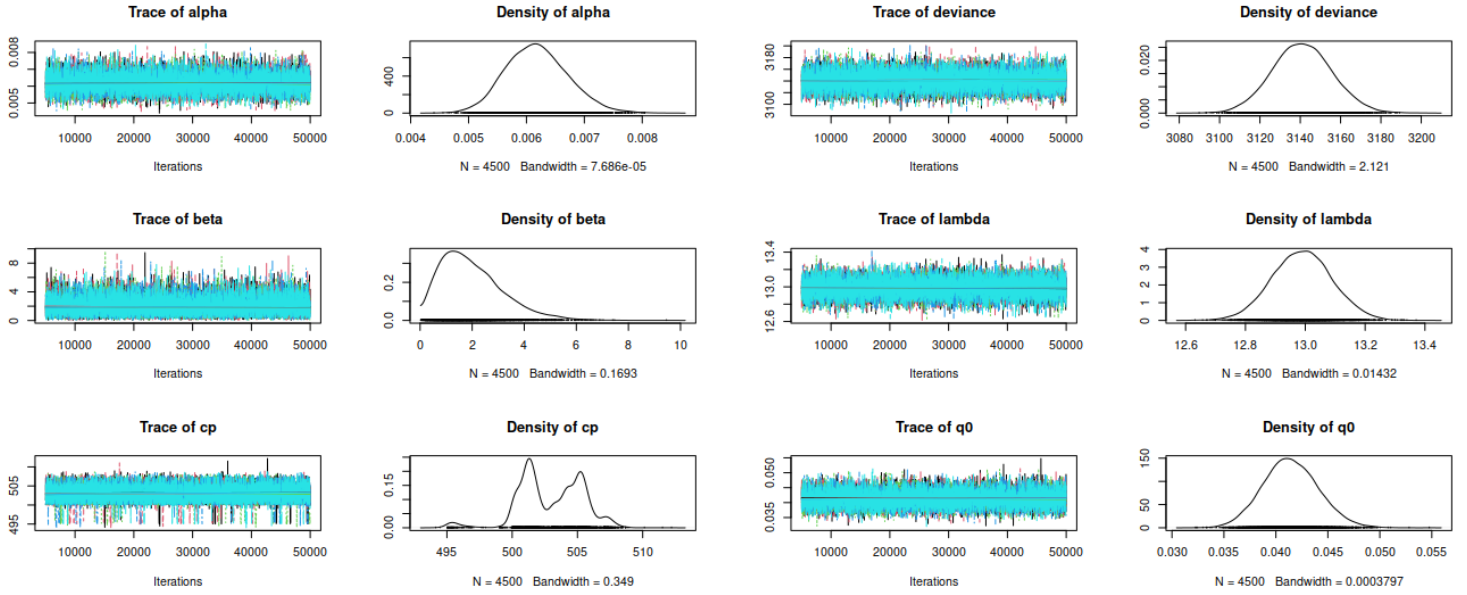 Trace of alpha
0.005 0.008
10000 20000 30000 40000 50000
Iterations
Density of alpha
0 400
0.004 0.005 0.006 0.007 0.008
N = 4500 Bandwidth = 7.686e-05
Trace of deviance
3100 3180
10000 20000 30000 40000 50000
Iterations
Density of deviance
0.000 0.020
3080 3100 3120 3140 3160 3180 3200
N = 4500 Bandwidth = 2.121
Trace of beta
0 4 8
10000 20000 30000 40000 50000
Iterations
Density of beta
0.0 0.2
0 2 4 6 8 10
N = 4500 Bandwidth = 0.1693
Trace of lambda
12.6 13.0 13.4
10000 20000 30000 40000 50000
Iterations
Density of lambda
0 1 2 3 4
12.6 12.8 13.0 13.2 13.4
N = 4500 Bandwidth = 0.01432
Trace of cp
495 505
10000 20000 30000 40000 50000
Iterations
Density of cp
0.00 0.15
495 500 505 510
N = 4500 Bandwidth = 0.349
Trace of q0
0.035 0.050
10000 20000 30000 40000 50000
Iterations
Density of q0
0 50 150
0.030 0.035 0.040 0.045 0.050 0.055
N = 4500 Bandwidth = 0.0003797